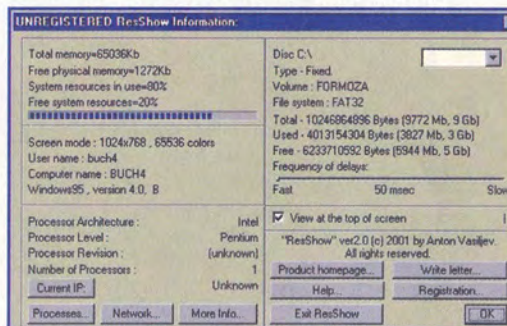 UNREGISTERED ResShow Information:
Total memory=65036Kb
Free physical memory=1272Kb
System resources in use=80%
Free system resources=20%
Screen mode : 1024x768 , 65536 colors
User name : buch4
Computer name : BUCH4
Windows95 , version 4.0, B
Processor Architecture : Intel
Processor Level : Pentium
Processor Revision : (unknown)
Number of Processors : 1
Current IP: Unknown
Processes... Network... More Info...
Disc C:\
Type - Fixed.
Volume : FORMOZA
File system : FAT32
Total - 10246864896 Bytes (9772 Mb, 9 Gb)
Used - 4013154304 Bytes (3827 Mb, 3 Gb)
Free - 6233710592 Bytes (5944 Mb, 5 Gb)
Frequency of delays:
Fast 50 msec Slow
View at the top of screen
"ResShow" ver2.0 (c) 2001 by Anton Vasiljev.
All rights reserved.
Product homepage... Write letter...
Help... Registration...
Exit ResShow OK